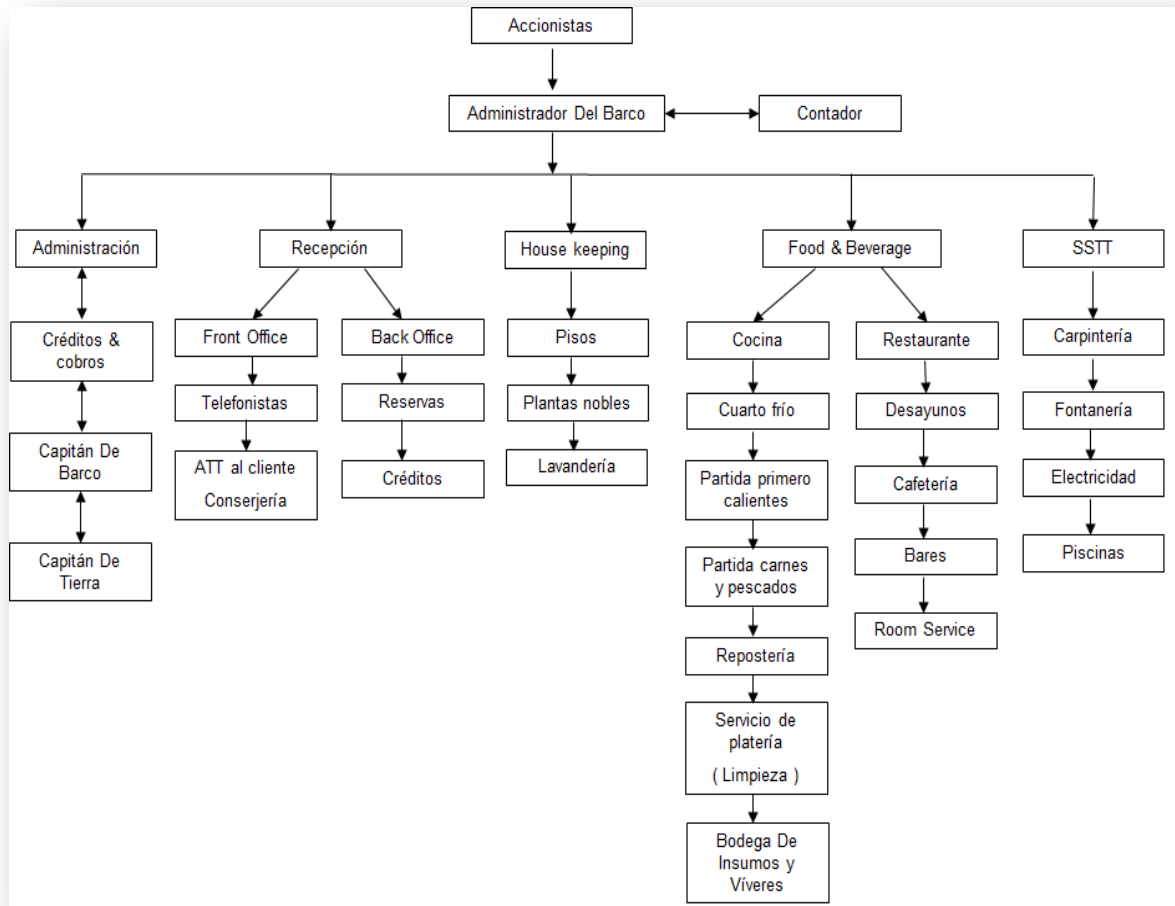 Accionistas
Administrador Del Barco
Contador
Administración
Recepción
House keeping
Food & Beverage
SSTT
Créditos &
cobros
Front Office
Back Office
Pisos
Cocina
Restaurante
Carpintería
Telefonistas
Reservas
Plantas nobles
Cuarto frío
Desayunos
Fontanería
Capitán De
Barco
ATT al cliente
Conserjería
Créditos
Lavandería
Partida primero
calientes
Cafetería
Electricidad
Capitán De
Tierra
Partida carnes
y pescados
Bares
Piscinas
Repostería
Room Service
Servicio de
platería
( Limpieza )
Bodega De
Insumos y
Víveres